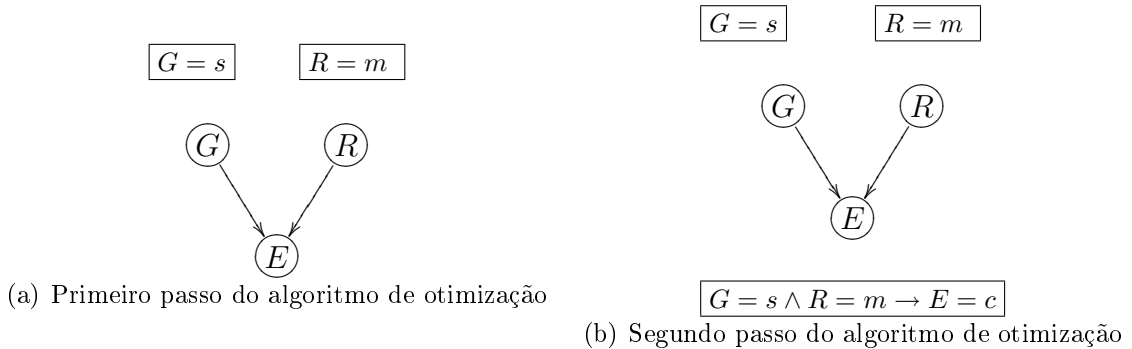 G = s
R = m
G
R
E
(a) Primeiro passo do algoritmo de otimização
G = s
R = m
G
R
E
G = s ∧ R = m → E = c
(b) Segundo passo do algoritmo de otimização